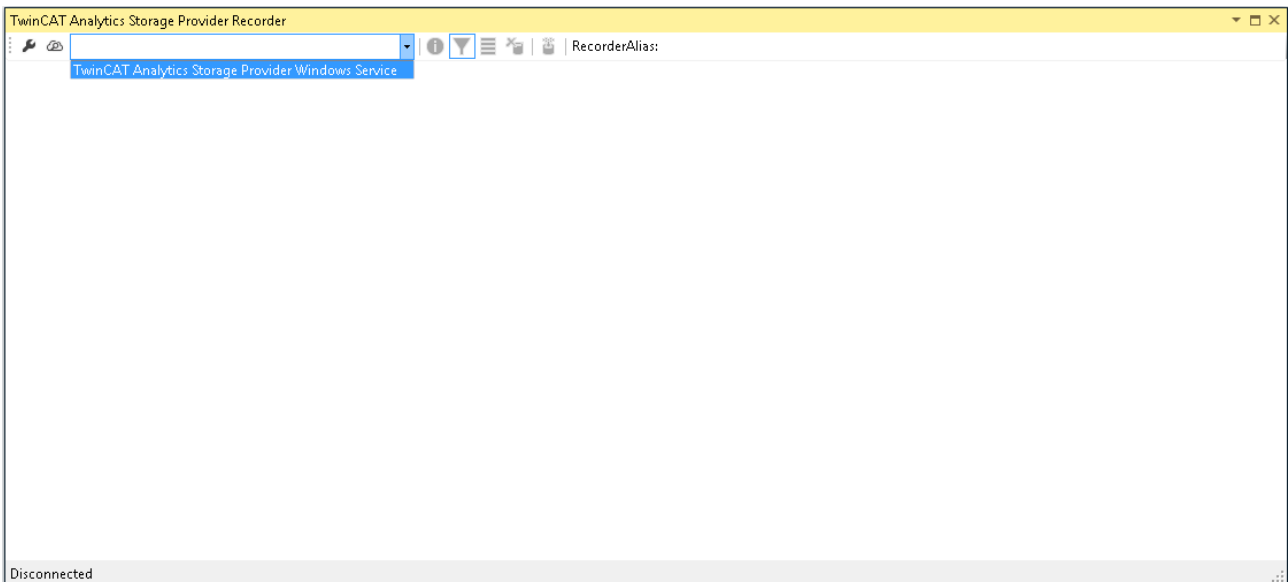 TwinCAT Analytics Storage Provider Recorder
RecorderAlias:
TwinCAT Analytics Storage Provider Windows Service
Disconnected